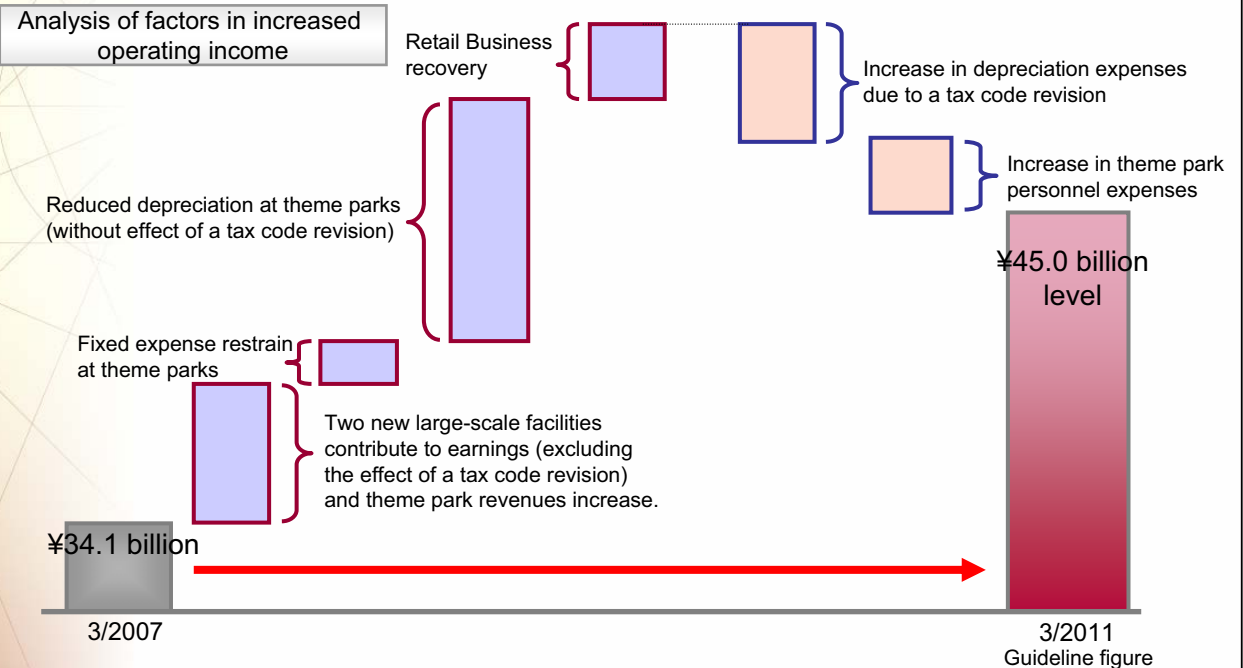 Analysis of factors in increased
operating income
Retail Business
recovery
Increase in depreciation expenses
due to a tax code revision
Increase in theme park
personnel expenses
Reduced depreciation at theme parks
(without effect of a tax code revision)
¥45.0 billion
level
Fixed expense restrain
at theme parks
Two new large-scale facilities
contribute to earnings (excluding
the effect of a tax code revision)
and theme park revenues increase.
¥34.1 billion
3/2007
3/2011
Guideline figure